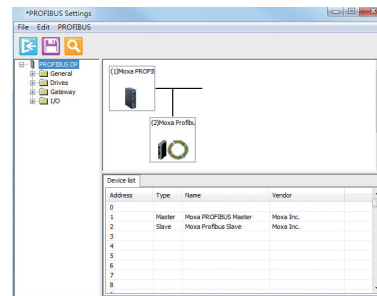 *PROFIBUS Settings
File Edit PROFIBUS
PROFIBUS DP
General
Drives
Gateway
I/O
(1)Moxa PROFI
(2)Moxa Profibu
Device list
Address Type Name Vendor
0
1 Master Moxa PROFIBUS Master Moxa Inc.
2 Slave Moxa Profibus Slave Moxa Inc.
3
4
5
6
7
8